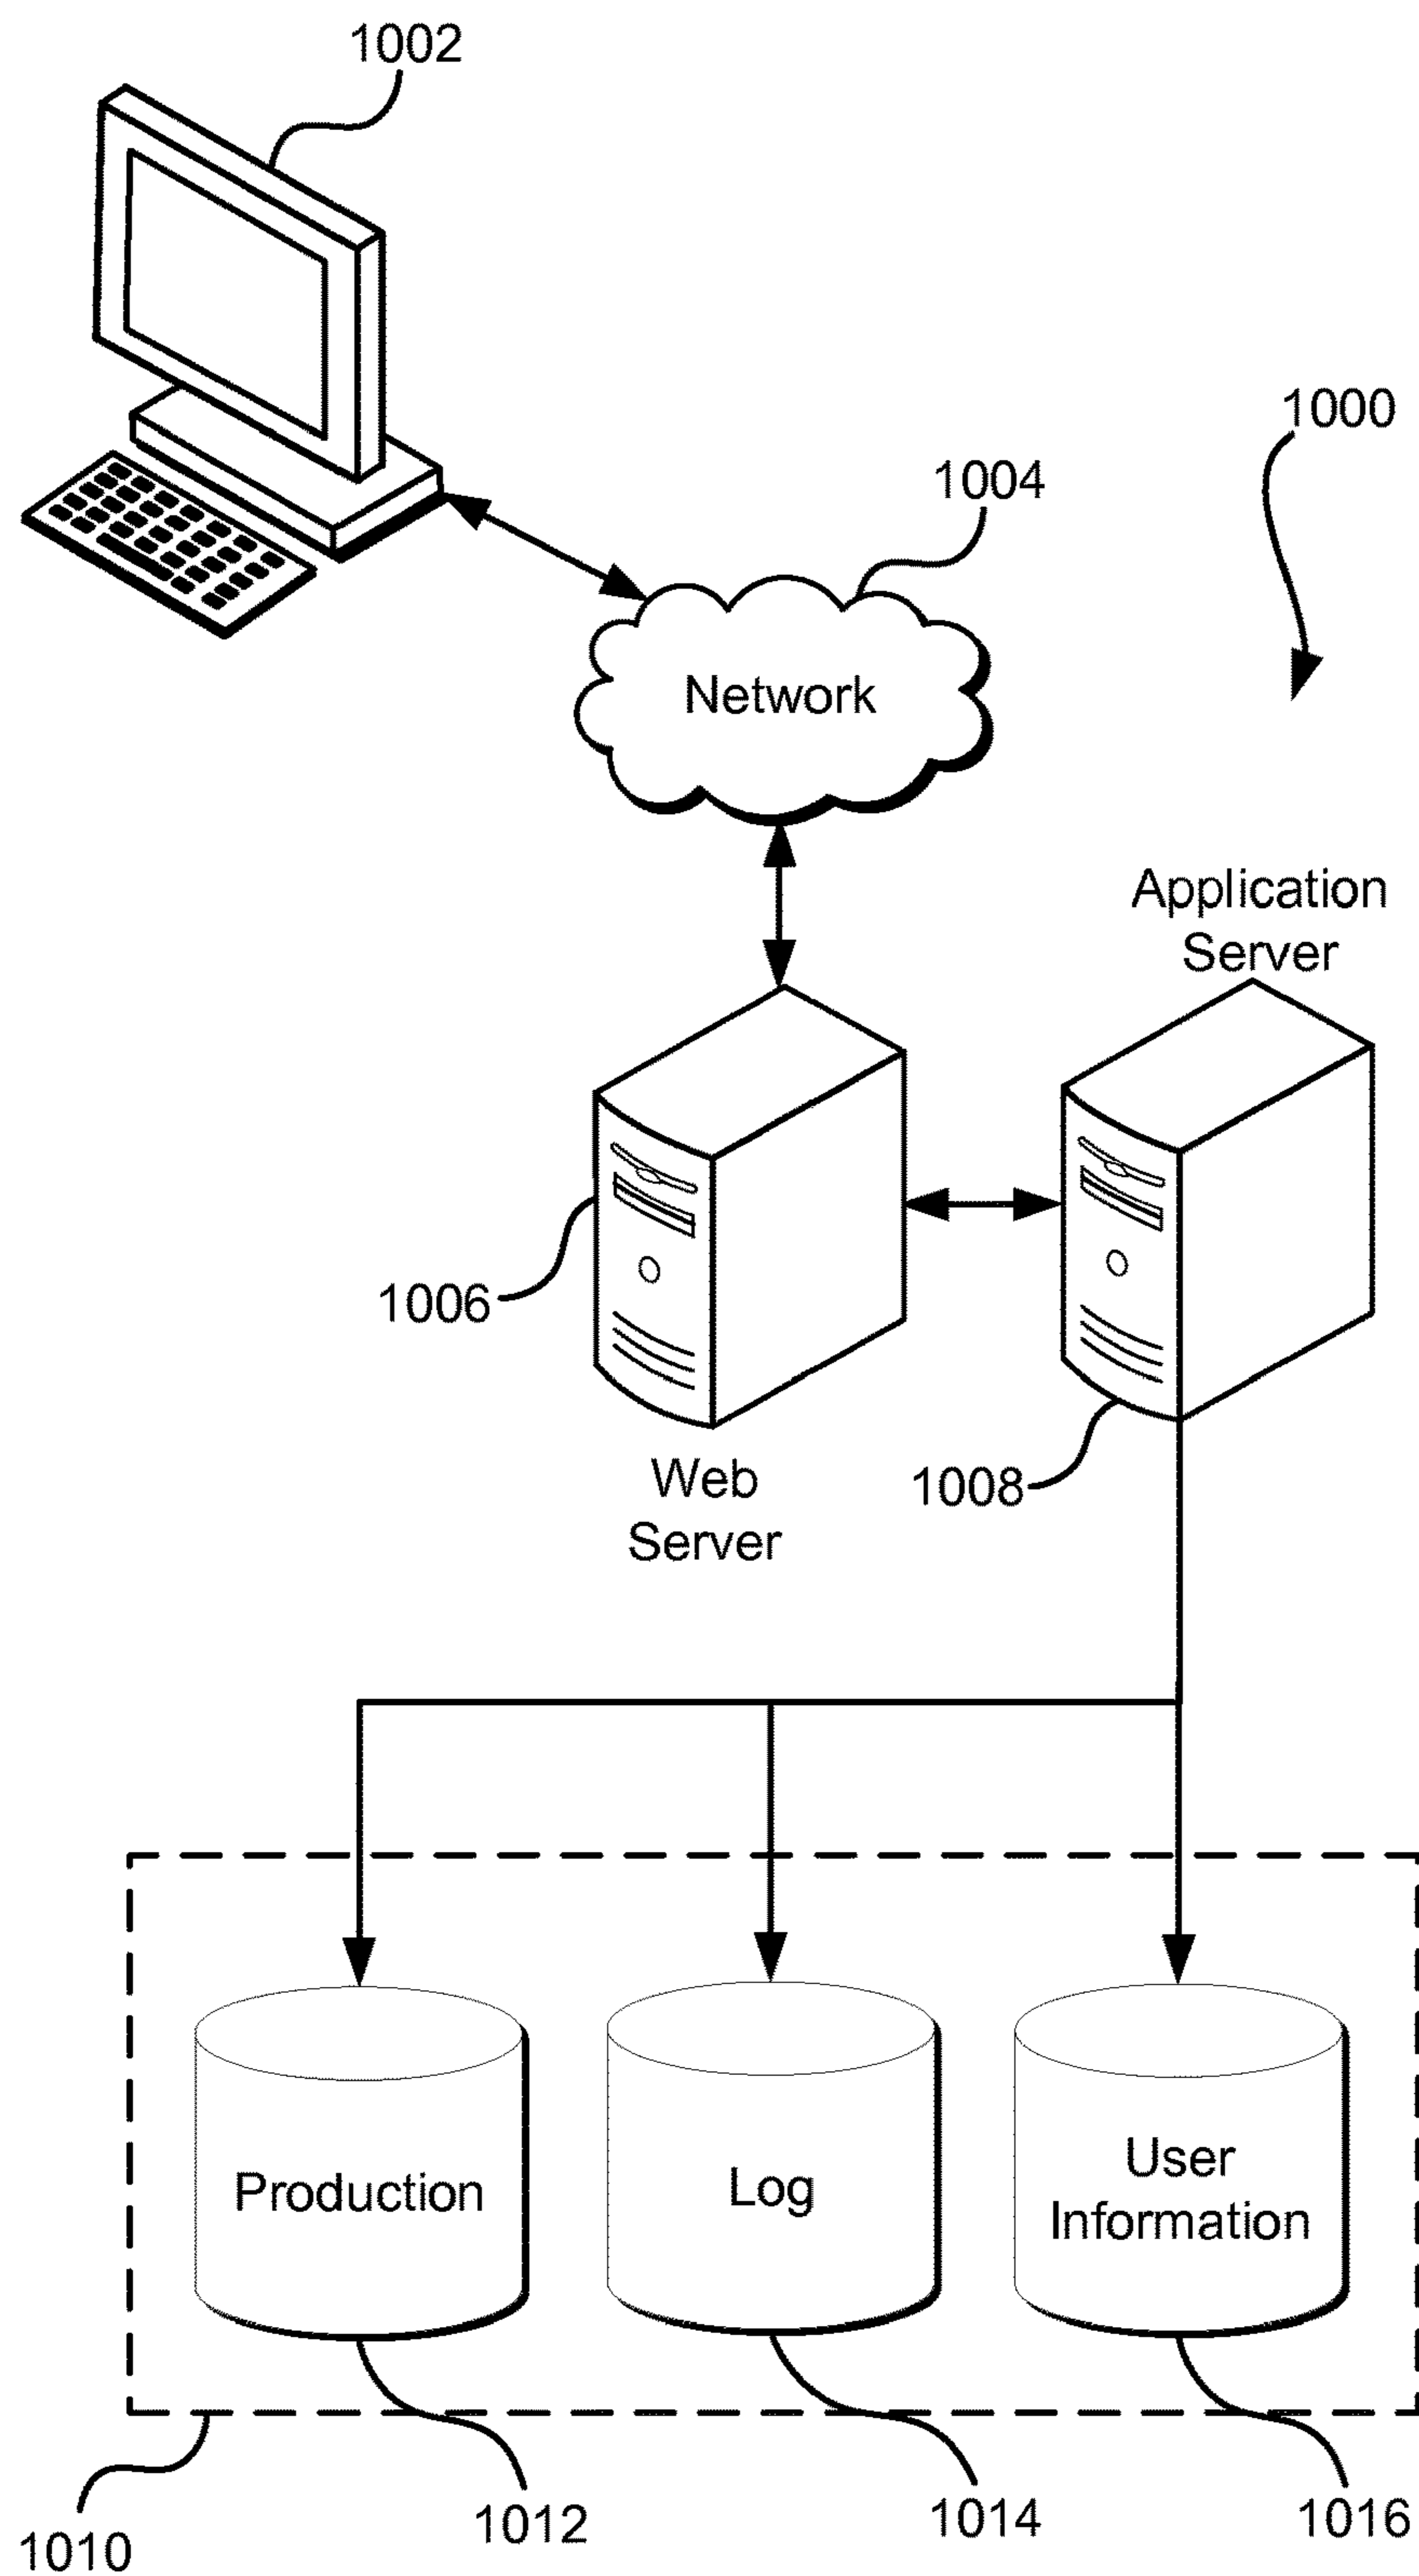 1002
1000
1004
Network
Application
Server
1006
Web
Server
1008
Production
Log
User
Information
1010
1012
1014
1016